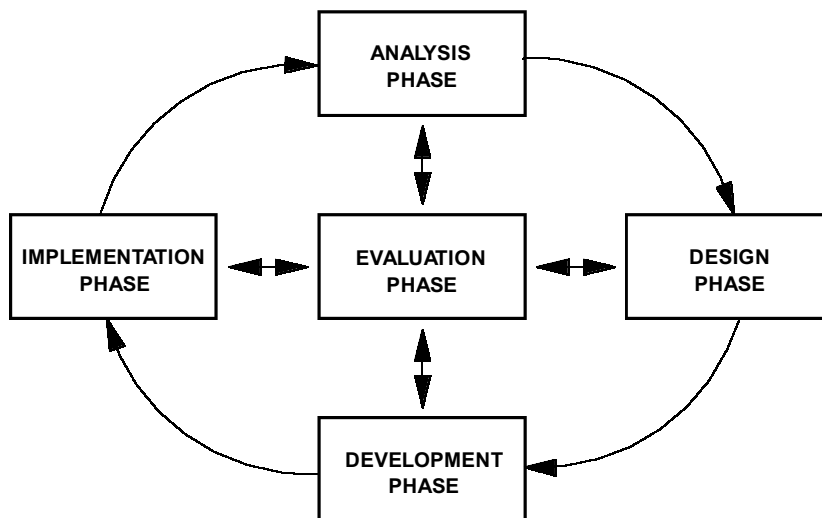 ANALYSIS
PHASE
IMPLEMENTATION
PHASE
EVALUATION
PHASE
DESIGN
PHASE
DEVELOPMENT
PHASE